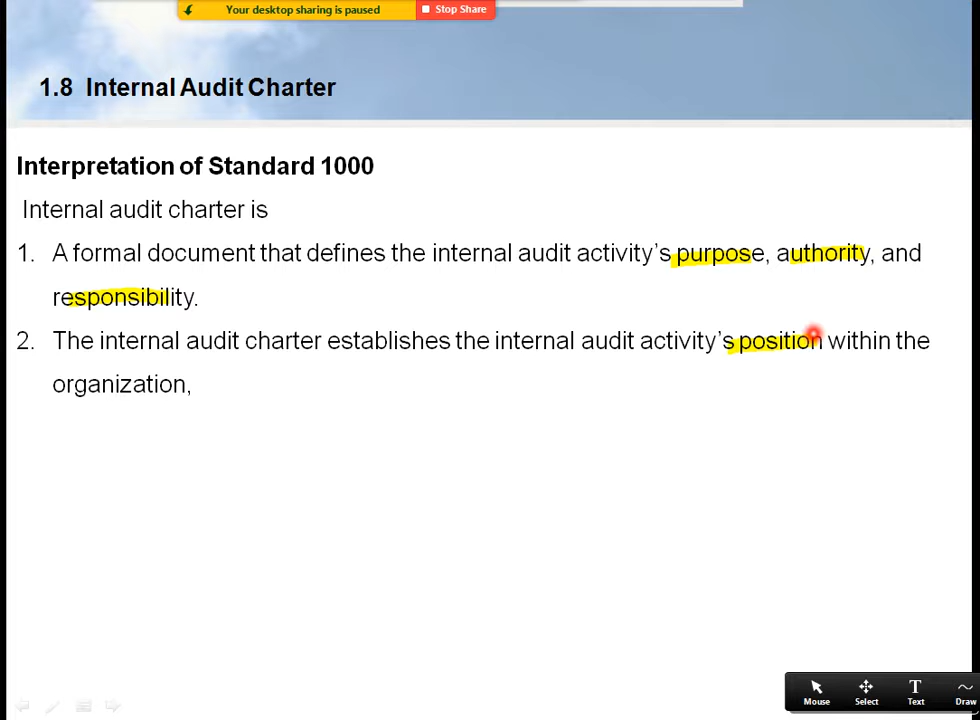 Your desktop sharing is paused Stop Share
1.8 Internal Audit Charter
Interpretation of Standard 1000
Internal audit charter is
1. A formal document that defines the internal audit activity’s purpose, authority, and
responsibility.
2. The internal audit charter establishes the internal audit activity’s position within the
organization,
Mouse Select Text Draw